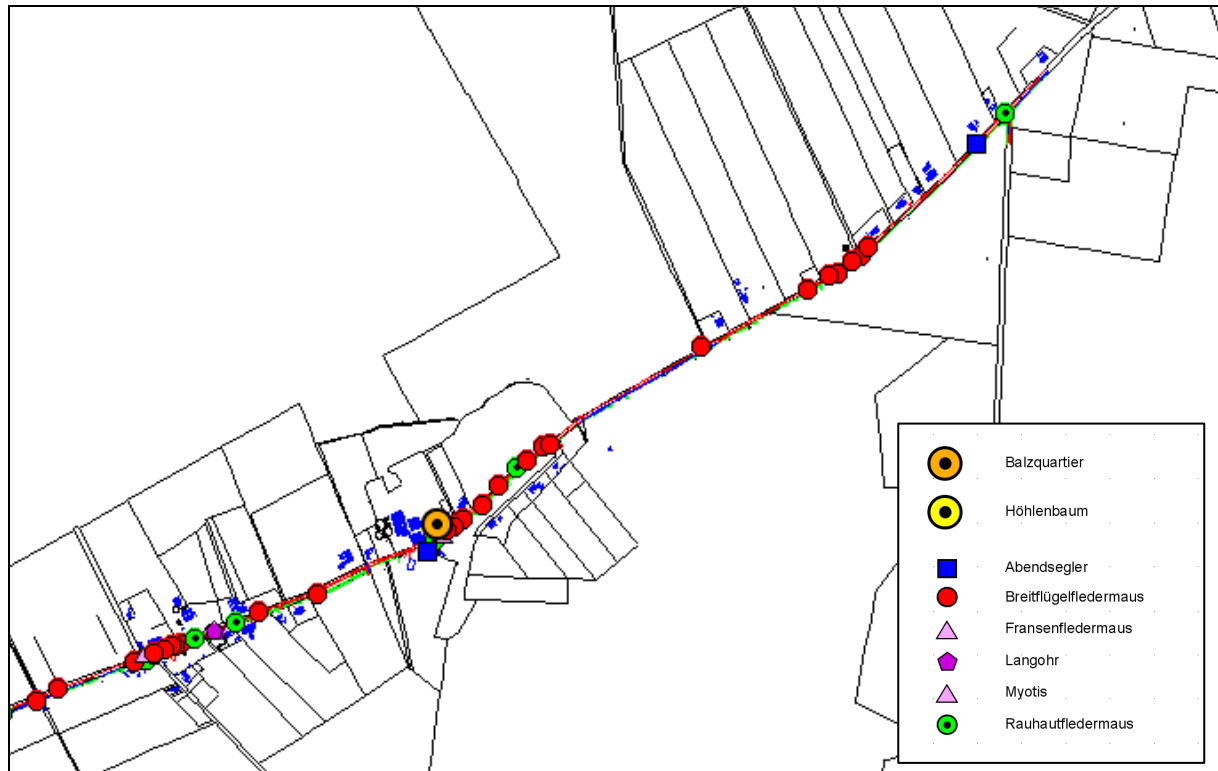 Balzquartier
Höhlenbaum
Abendsegler
Breitflügelfledermaus
Fransenfledermaus
Langohr
Myotis
Rauhautfledermaus